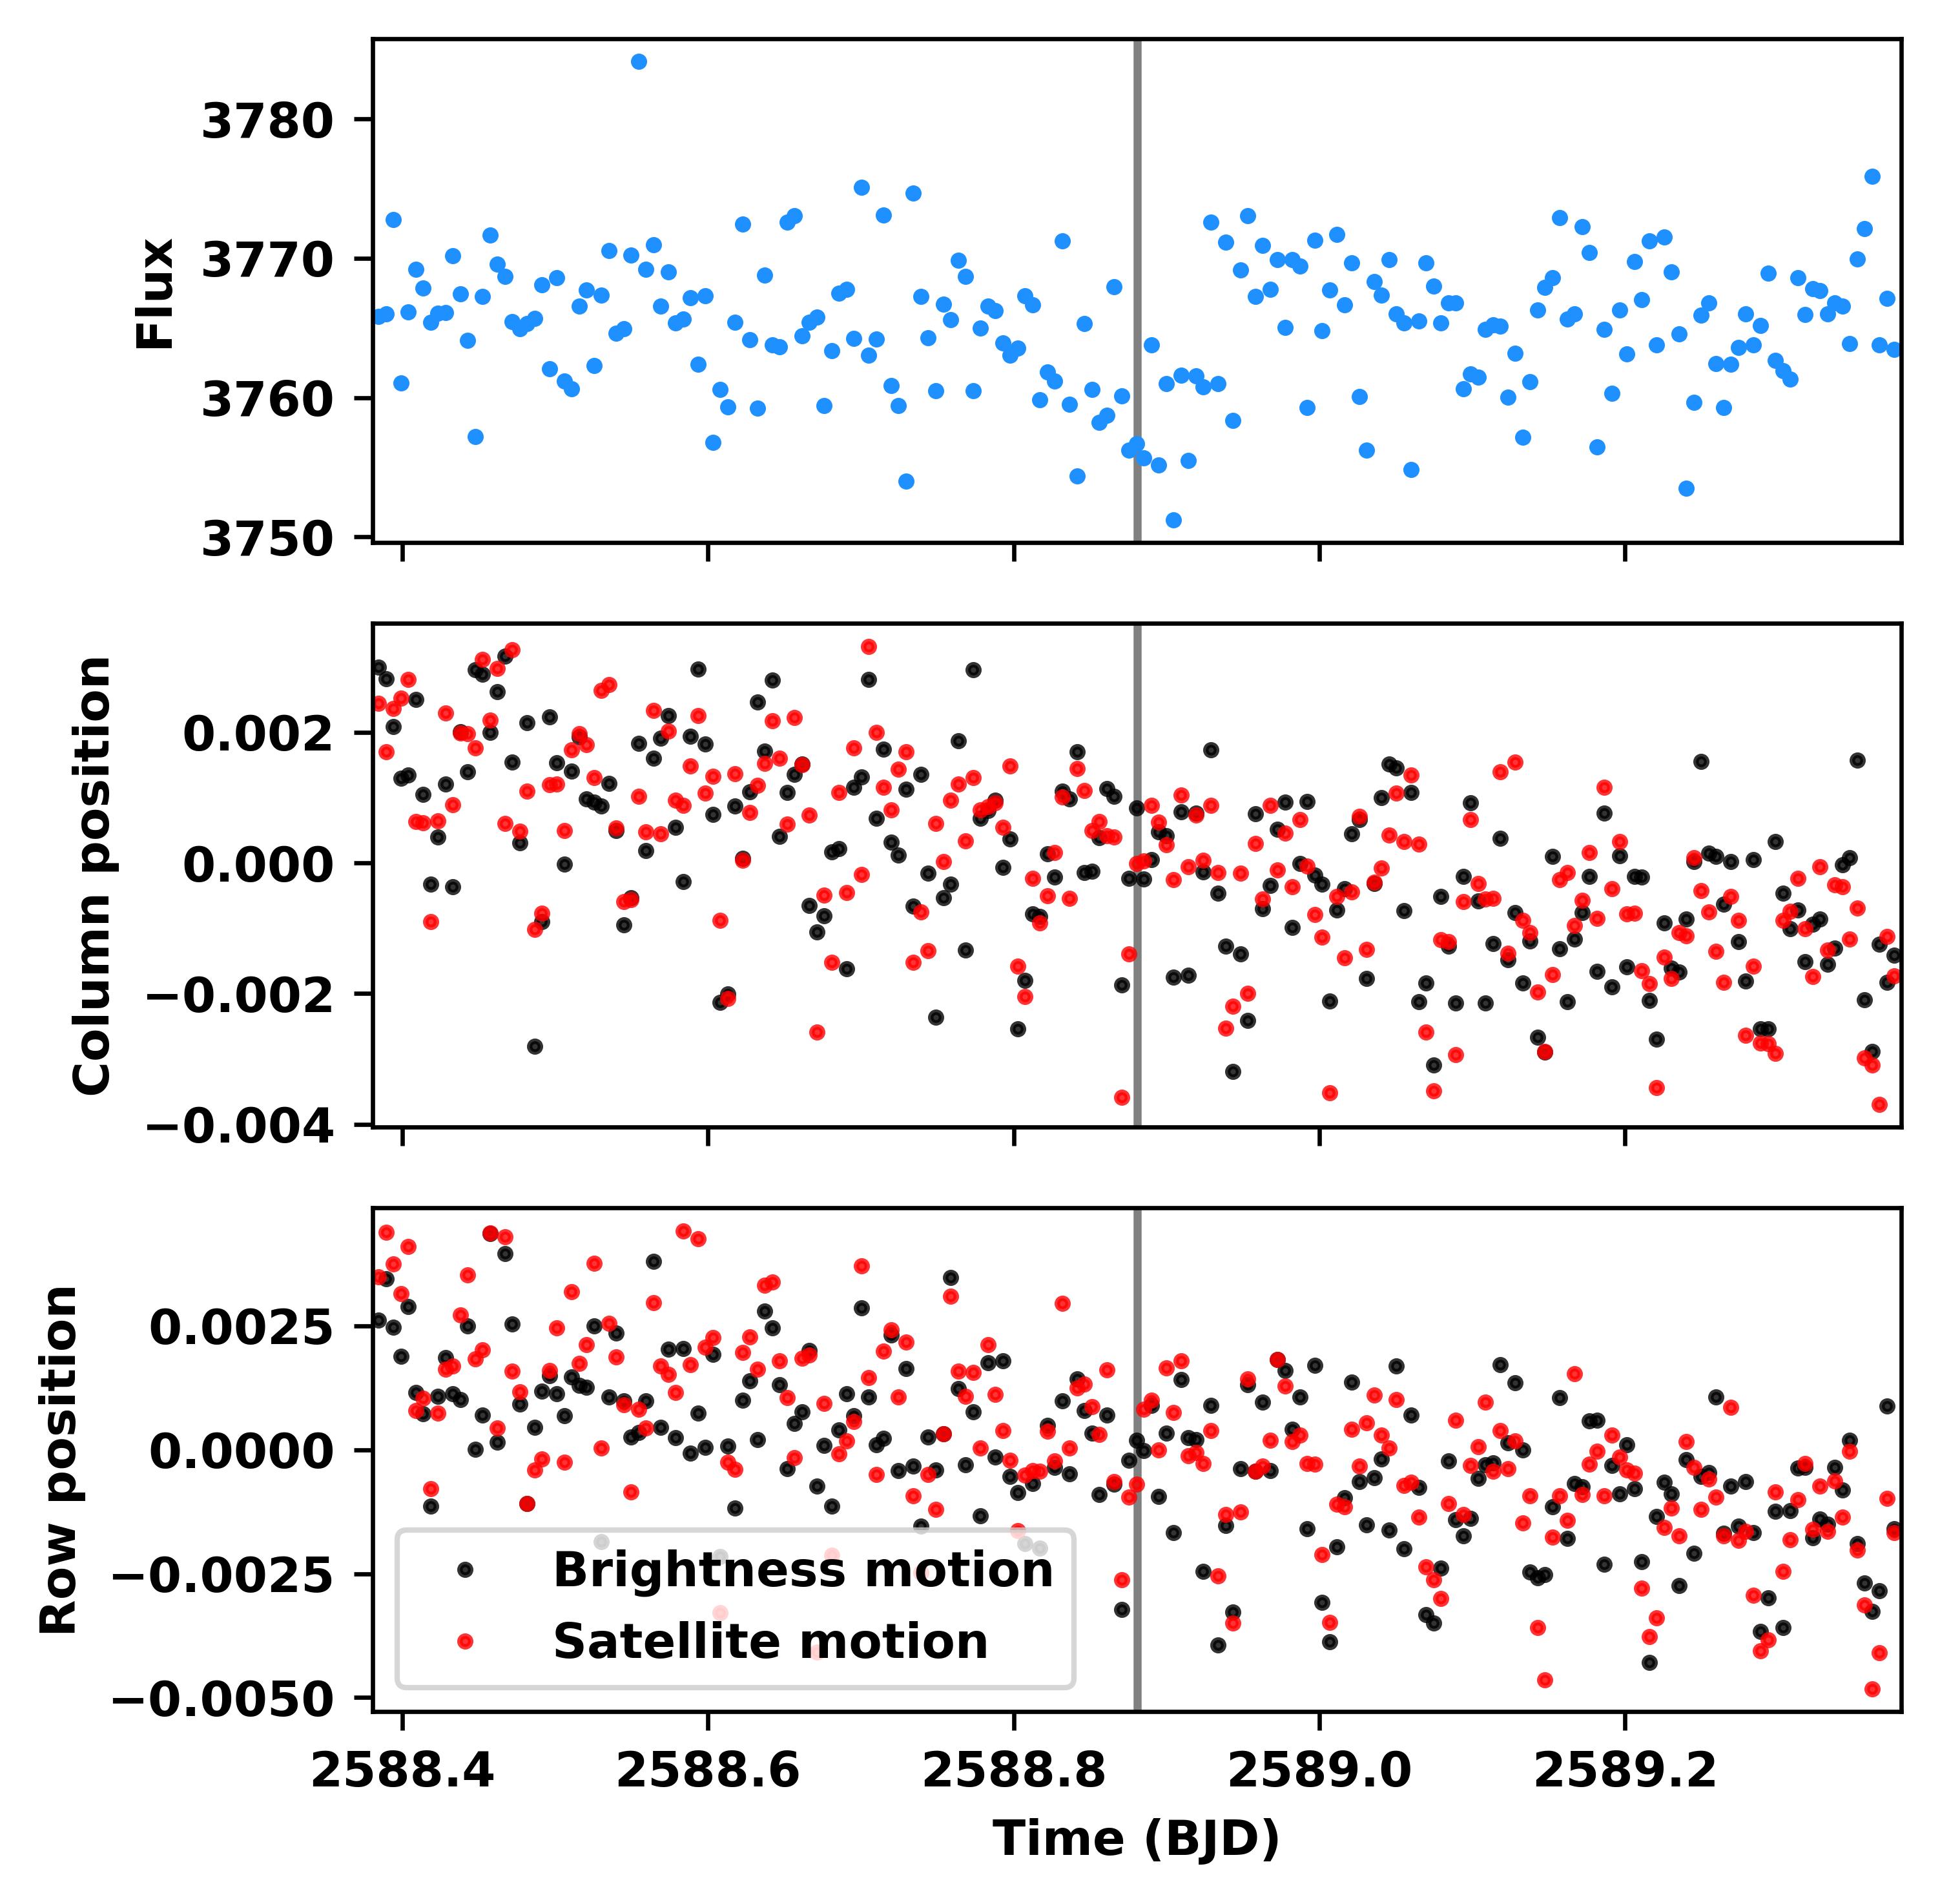 Flux
3780
3770
3760
3750
Column position
0.002
0.000
−0.002
−0.004
Row position
0.0025
0.0000
−0.0025
−0.0050
Brightness motion
Satellite motion
2588.4 2588.6 2588.8 2589.0 2589.2
Time (BJD)